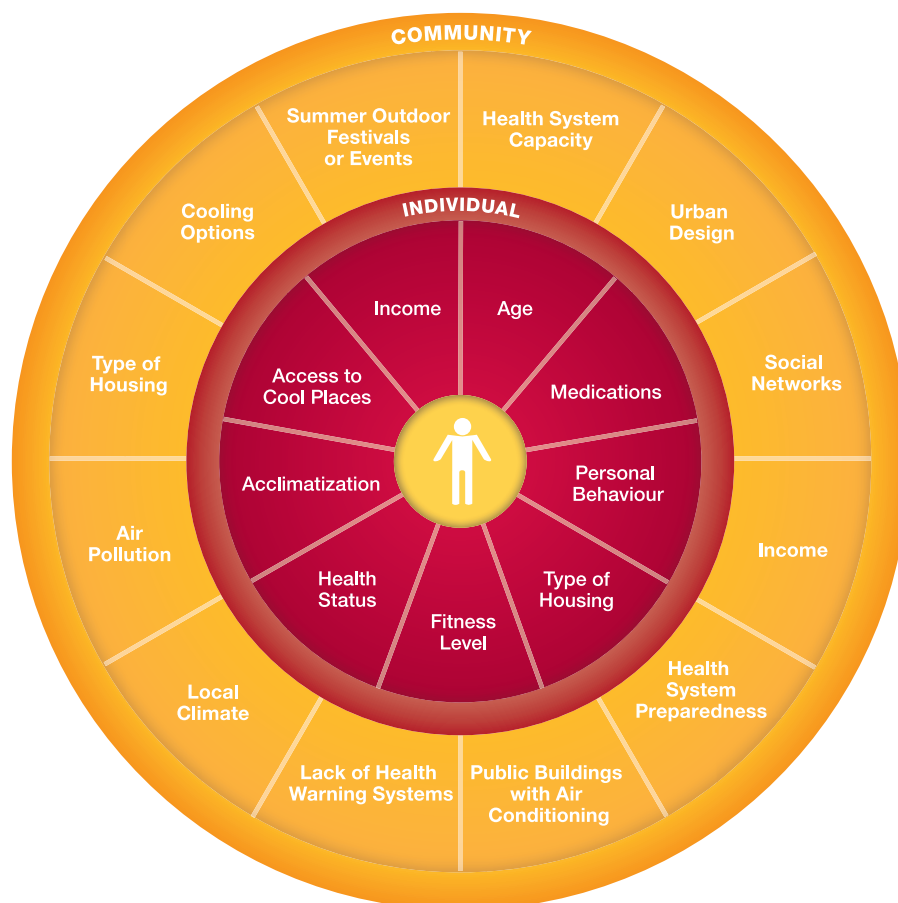 COMMUNITY
Summer Outdoor
Festivals
or Events
Health System
Capacity
Urban
Design
Social
Networks
Income
Health
System
Preparedness
Public Buildings
with Air
Conditioning
Lack of Health
Warning Systems
Local
Climate
Air
Pollution
Type of
Housing
Cooling
Options
INDIVIDUAL
Income
Age
Medications
Personal
Behaviour
Type of
Housing
Fitness
Level
Health
Status
Acclimatization
Access to
Cool Places